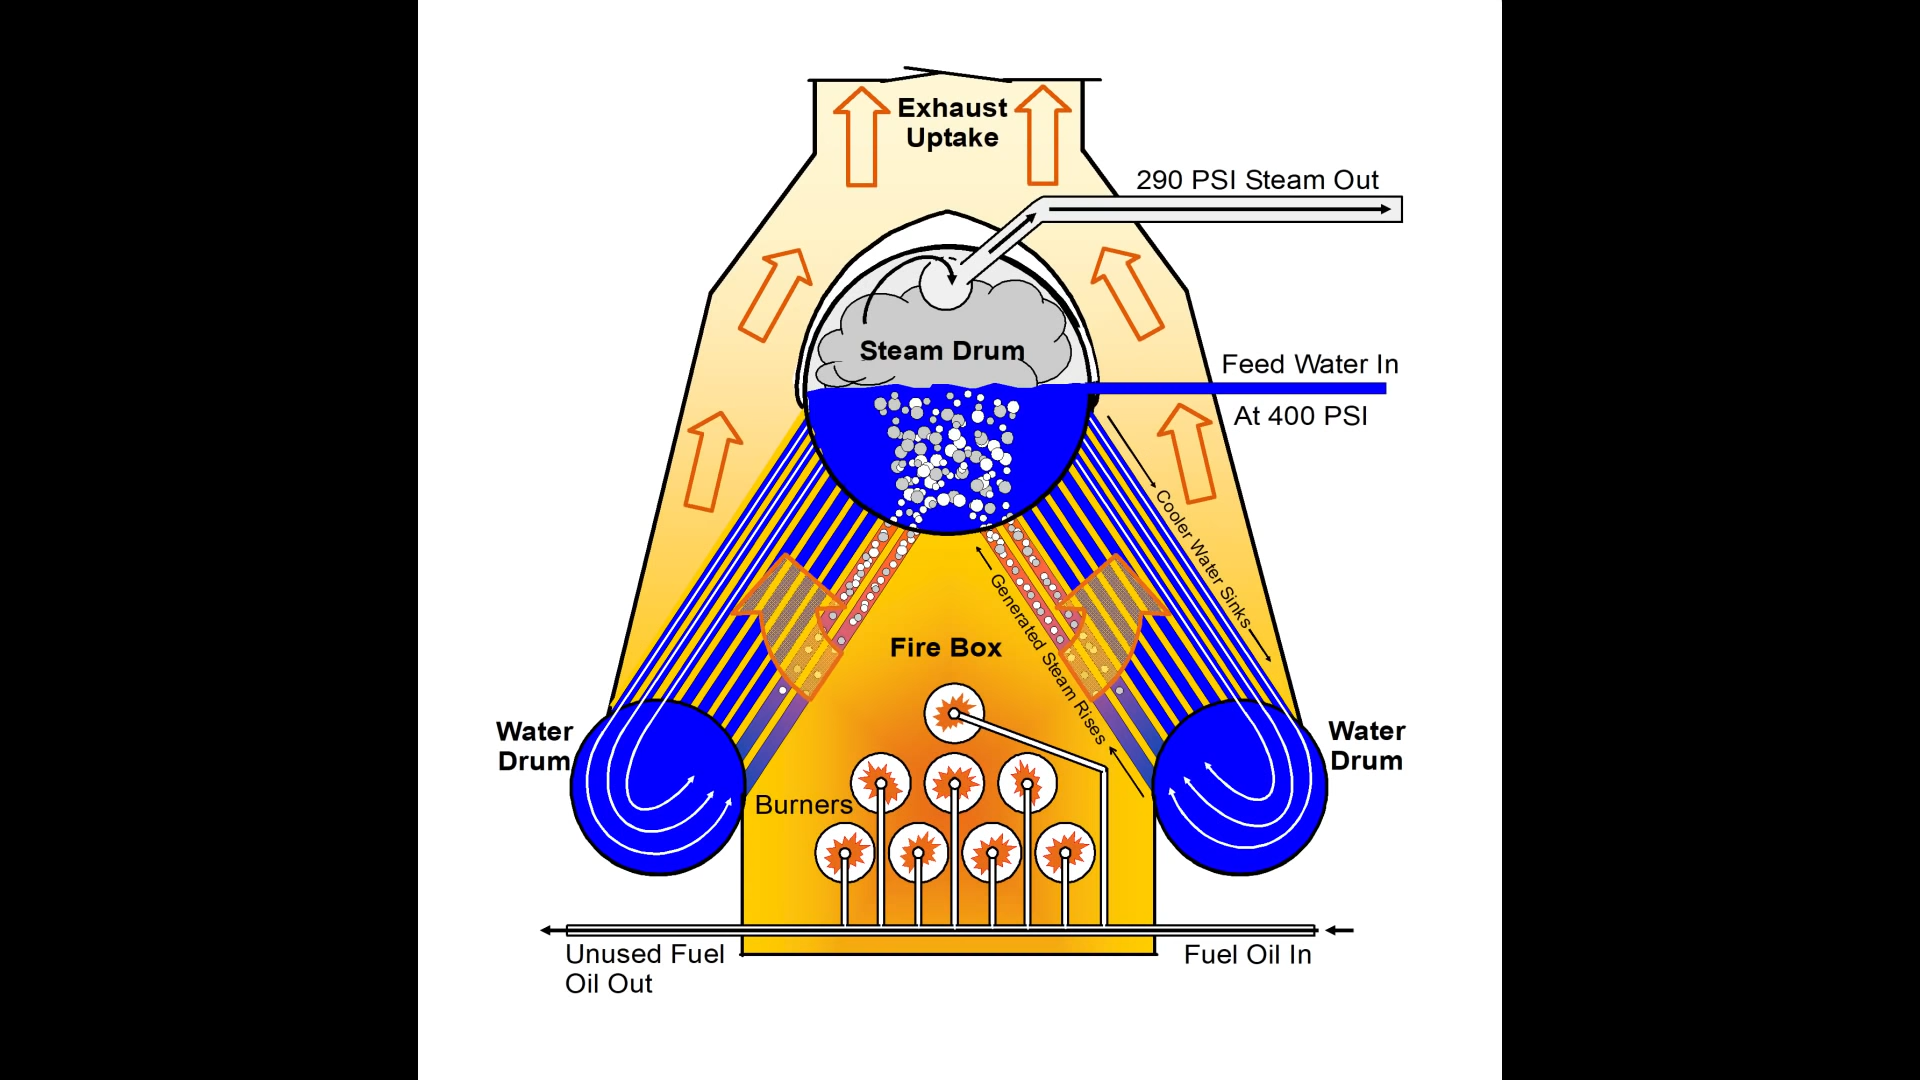 Exhaust
Uptake
290 PSI Steam Out
Steam Drum
Feed Water In
At 400 PSI
Cooler Water Sinks
Generated Steam Rises
Fire Box
Water
Drum
Water
Drum
Burners
Unused Fuel
Oil Out
Fuel Oil In